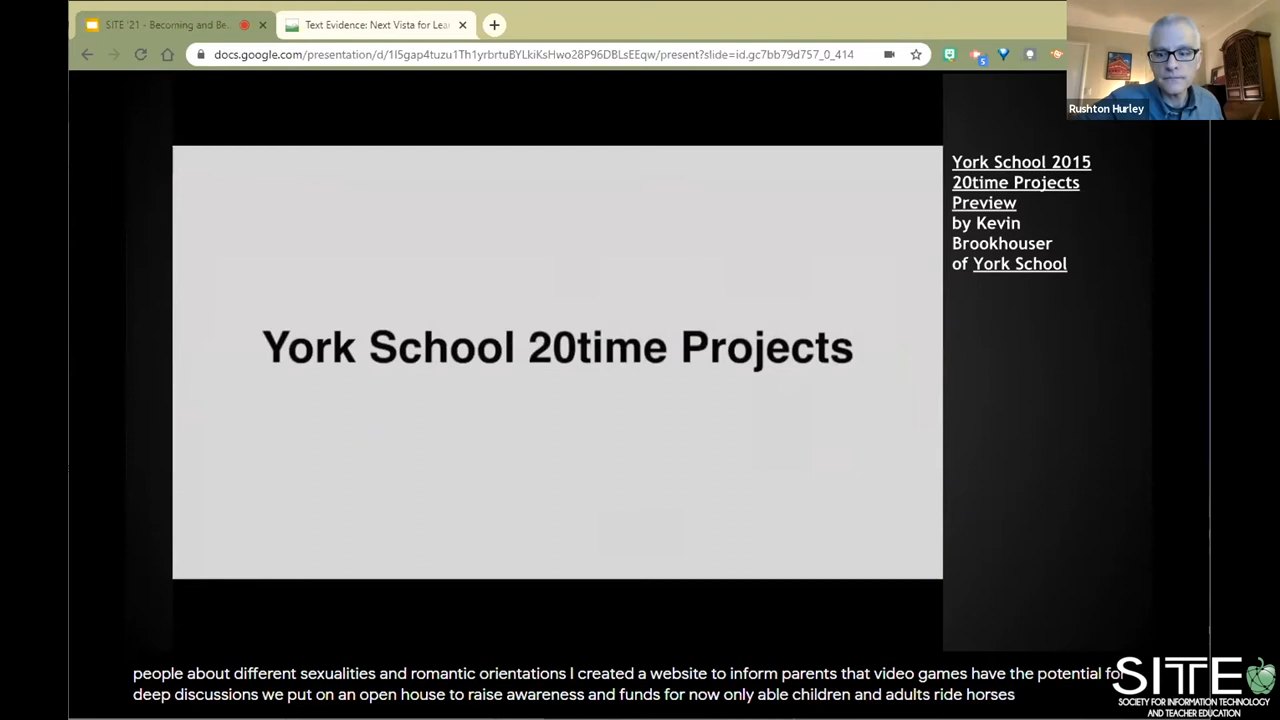 SITE '21 - Becoming and Be
Text Evidence: Next Vista for Lea
docs.google.com/presentation/d/1I5gap4tuzu1Th1yrbrtuBYLkiKsHwo28P96DBLsEEqw/present?slide=id.gc7bb79d757_0_414
5
Rushton Hurley
York School 2015
20time Projects
Preview
by Kevin
Brookhouser
of York School
York School 20time Projects
people about different sexualities and romantic orientations I created a website to inform parents that video games have the potential for
deep discussions we put on an open house to raise awareness and funds for now only able children and adults ride horses
SITE
SOCIETY FOR INFORMATION TECHNOLOGY
AND TEACHER EDUCATION